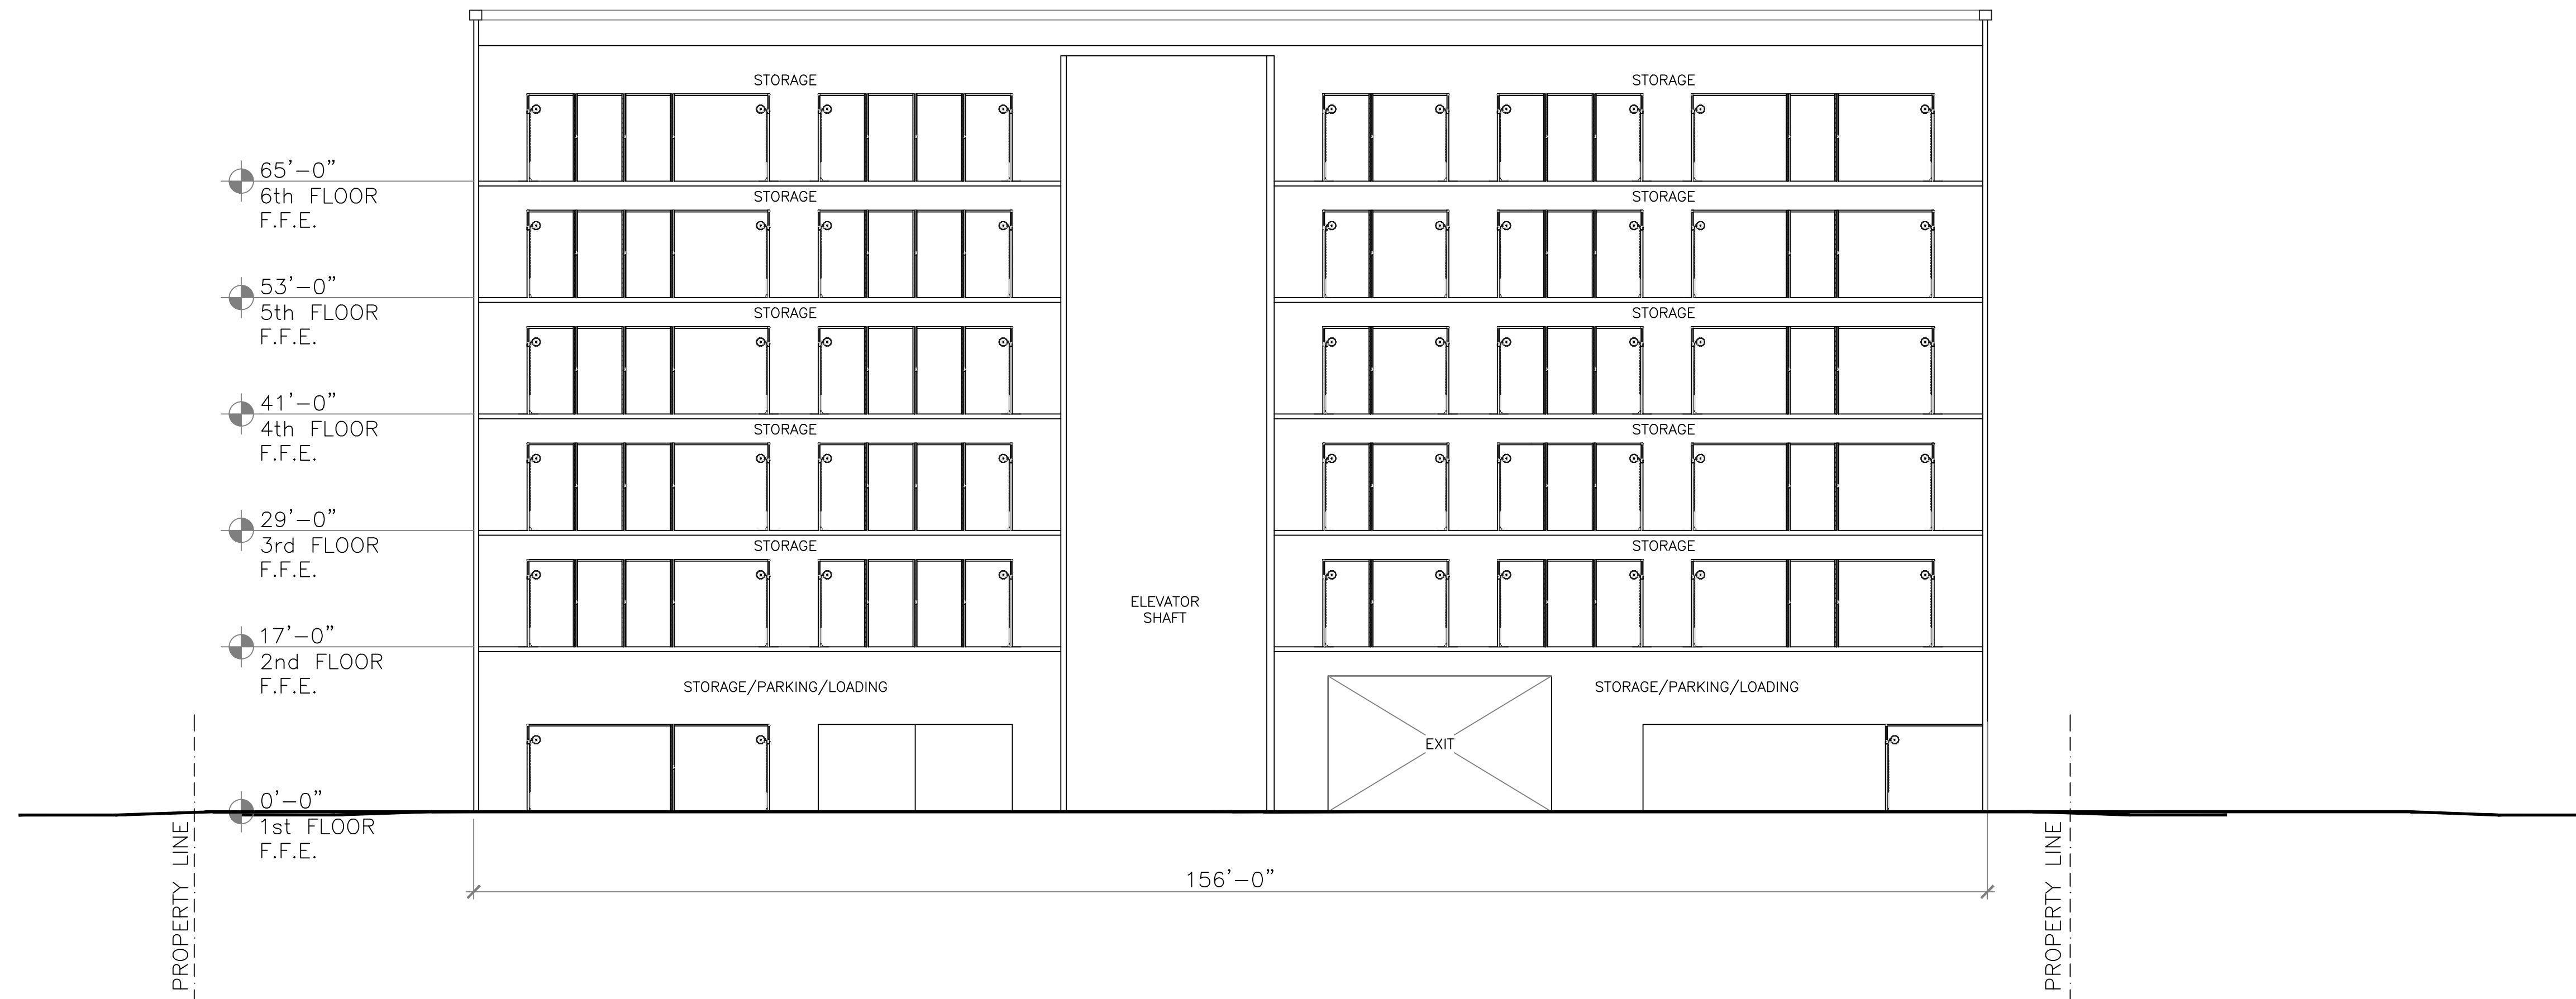 STORAGE
STORAGE
65'-0"
6th FLOOR
F.F.E.
STORAGE
STORAGE
53'-0"
5th FLOOR
F.F.E.
STORAGE
STORAGE
41'-0"
4th FLOOR
F.F.E.
STORAGE
STORAGE
29'-0"
3rd FLOOR
F.F.E.
STORAGE
STORAGE
ELEVATOR
SHAFT
17'-0"
2nd FLOOR
F.F.E.
STORAGE/PARKING/LOADING
STORAGE/PARKING/LOADING
EXIT
0'-0"
1st FLOOR
F.F.E.
PROPERTY LINE
PROPERTY LINE
156'-0"